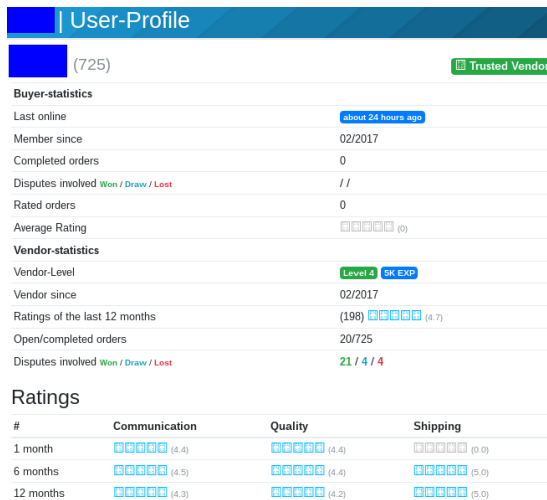 | User-Profile
(725) Trusted Vendor
Buyer-statistics
Last online about 24 hours ago
Member since 02/2017
Completed orders 0
Disputes involved Won / Draw / Lost / /
Rated orders 0
Average Rating (0)
Vendor-statistics
Vendor-Level Level 4 5K EXP
Vendor since 02/2017
Ratings of the last 12 months (198) (4.7)
Open/completed orders 20/725
Disputes involved Won / Draw / Lost 21 / 4 / 4
Ratings
# Communication Quality Shipping
1 month (4.4) (4.4) (0.0)
6 months (4.5) (4.4) (5.0)
12 months (4.3) (4.2) (5.0)